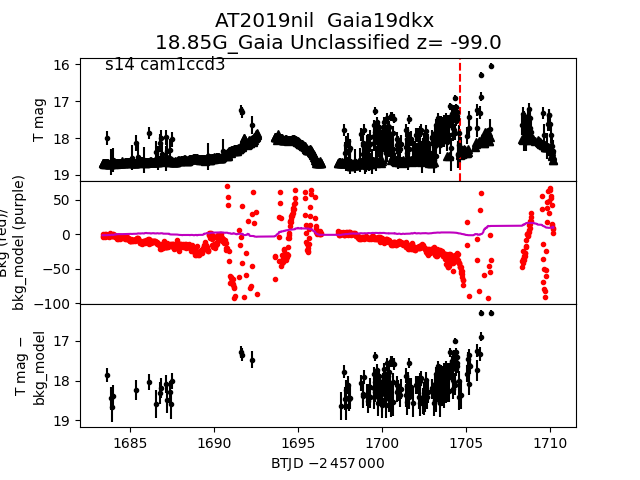 AT2019nil Gaia19dkx
18.85G_Gaia Unclassified z= -99.0
s14 cam1ccd3
16
17
18
19
T mag
50
0
−50
−100
Bkg (red)/
bkg_model (purple)
17
18
19
T mag −
bkg_model
1685 1690 1695 1700 1705 1710
BTJD −2 457 000